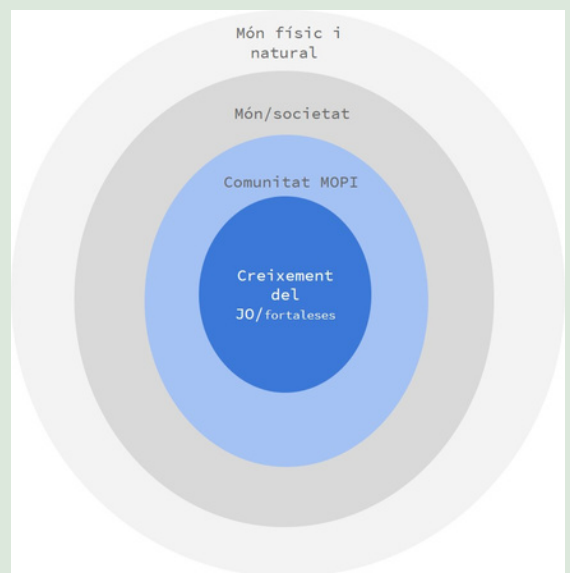 Món físic i
natural
Món/societat
Comunitat MOPI
Creixement
del
JO/fortaleses